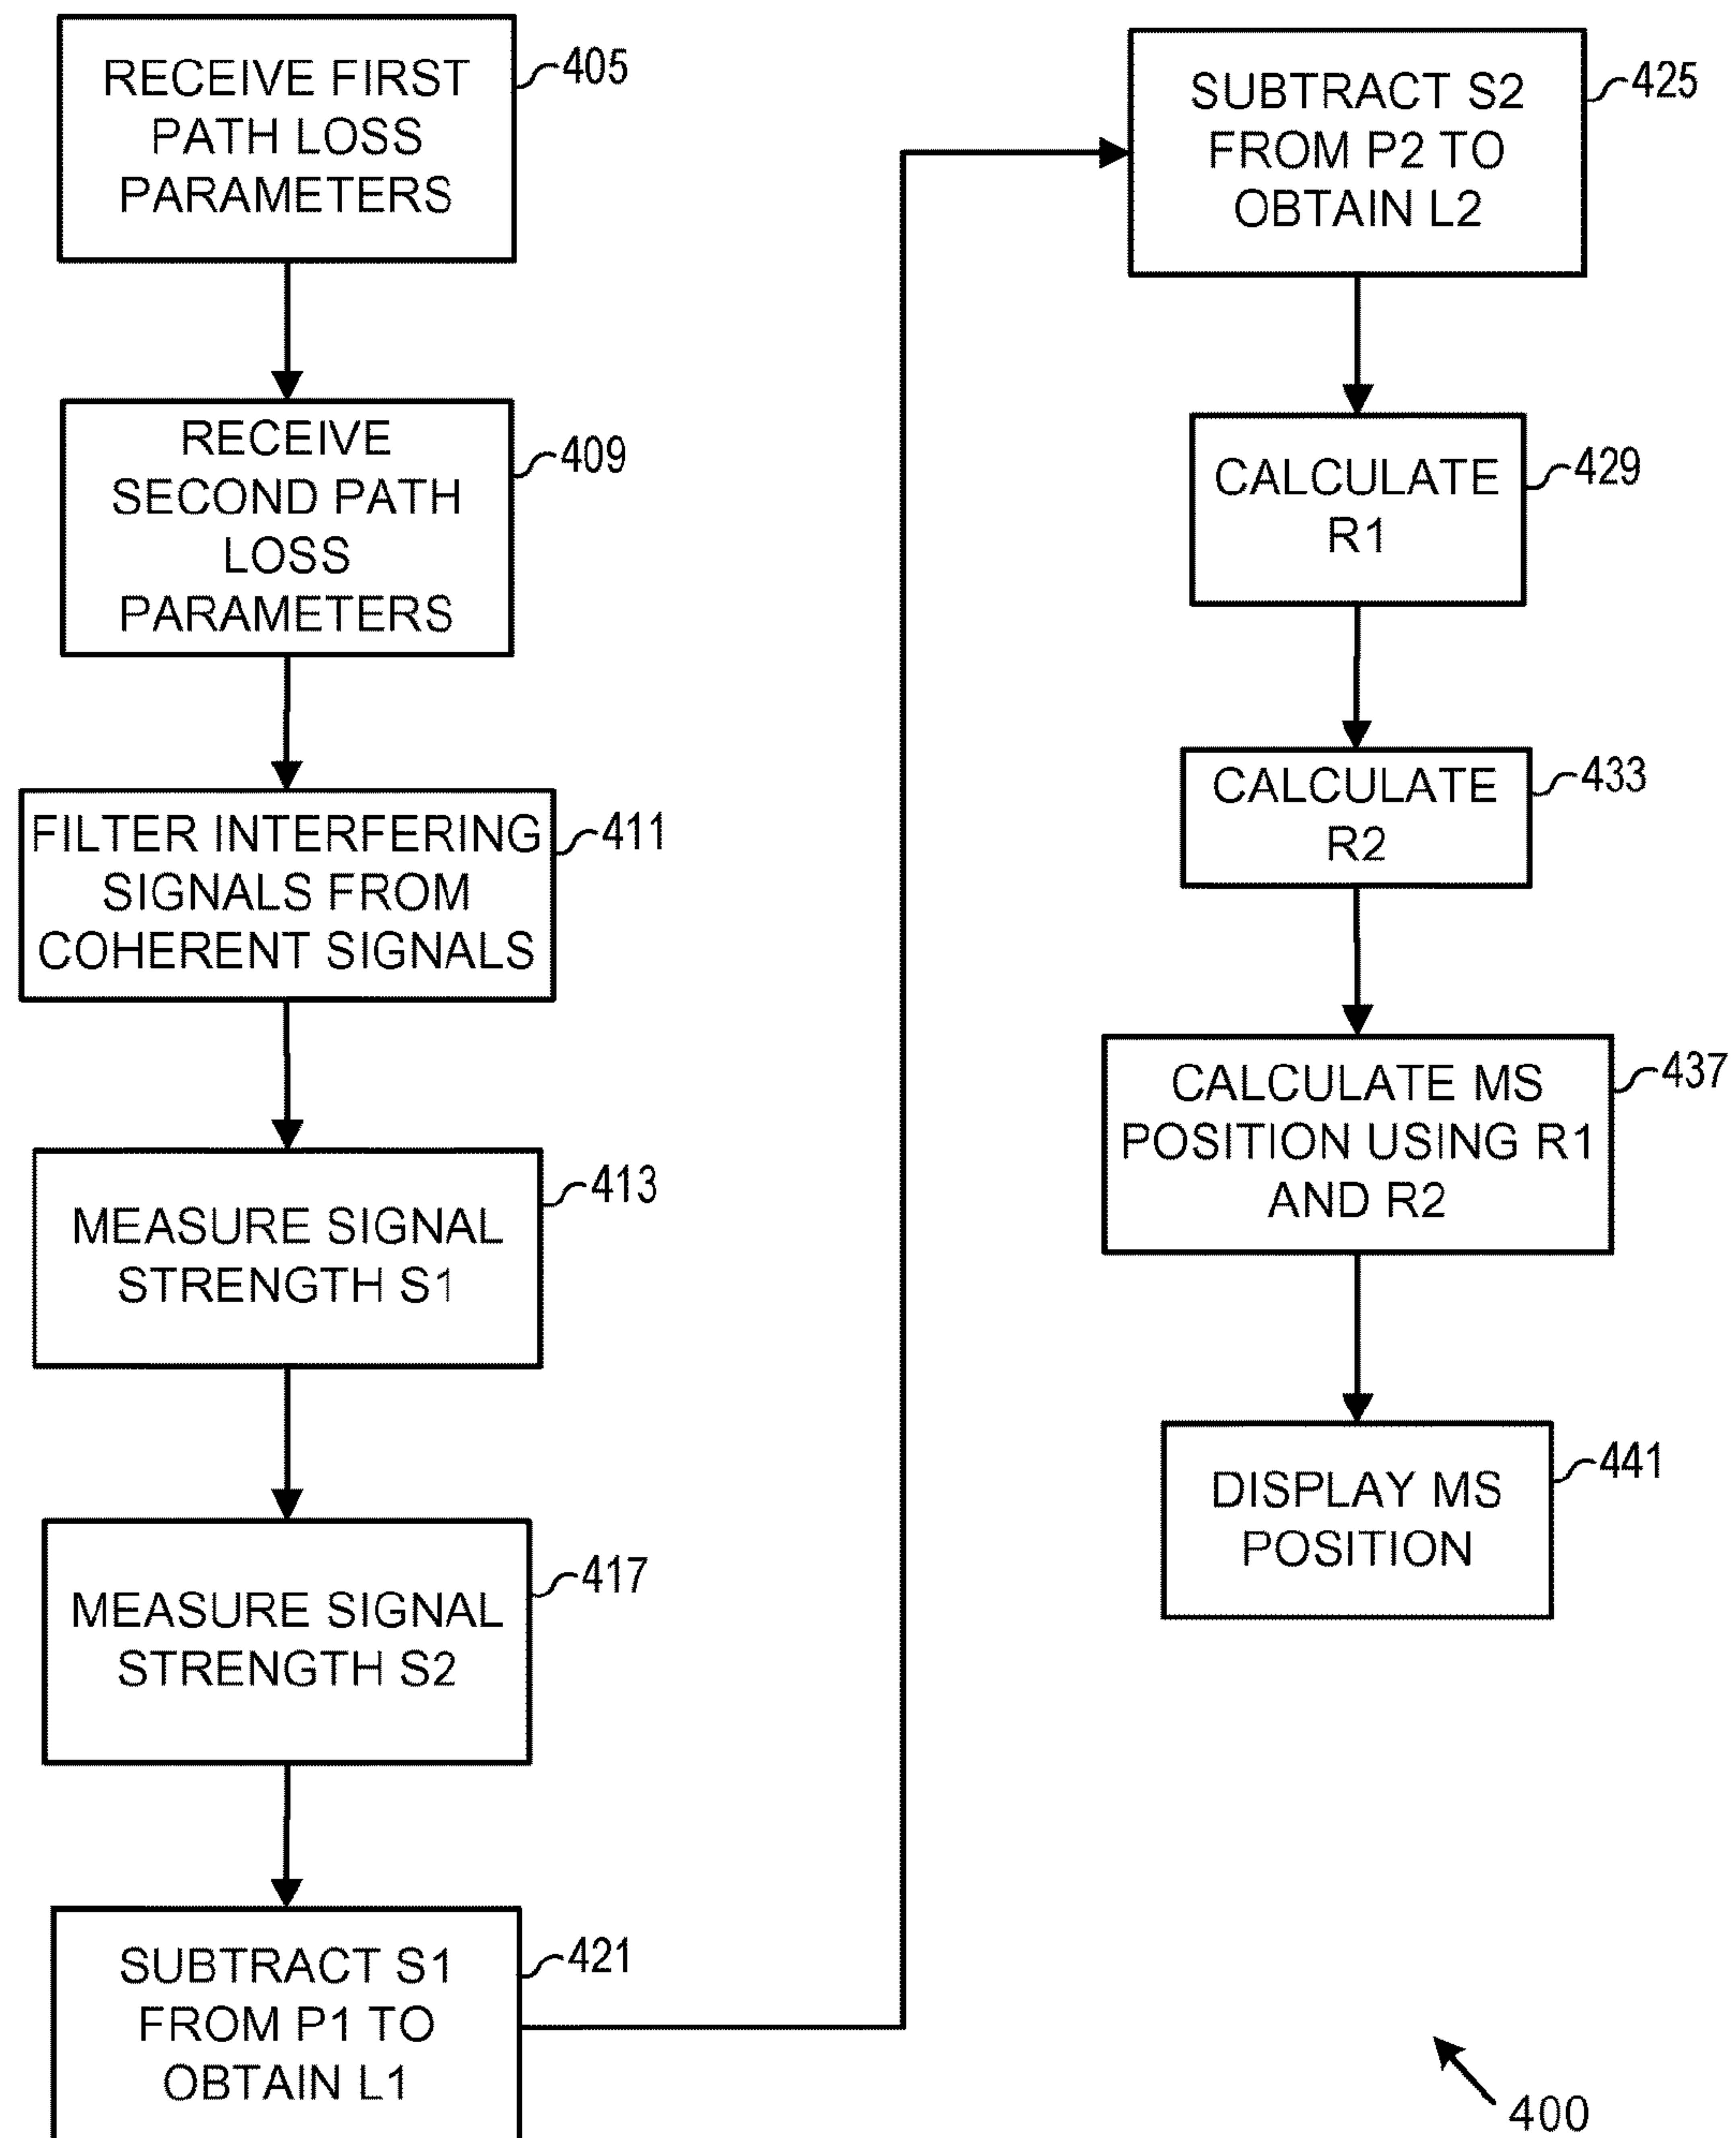 RECEIVE FIRST
PATH LOSS
PARAMETERS
405
RECEIVE
SECOND PATH
LOSS
PARAMETERS
409
FILTER INTERFERING
SIGNALS FROM
COHERENT SIGNALS
411
MEASURE SIGNAL
STRENGTH S1
413
MEASURE SIGNAL
STRENGTH S2
417
SUBTRACT S1
FROM P1 TO
OBTAIN L1
421
SUBTRACT S2
FROM P2 TO
OBTAIN L2
425
CALCULATE
R1
429
CALCULATE
R2
433
CALCULATE MS
POSITION USING R1
AND R2
437
DISPLAY MS
POSITION
441
400